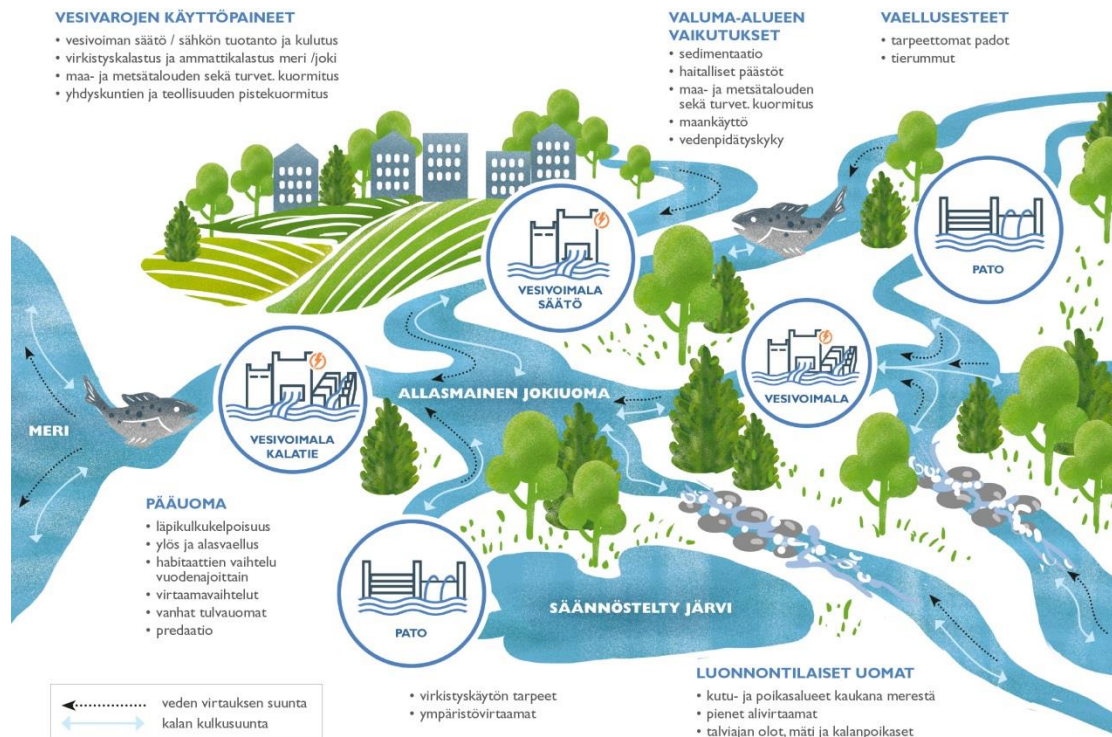 VESIVAROJEN KÄYTTÖPAINEET
• vesivoiman säätö / sähkön tuotanto ja kulutus
• virkistyskalastus ja ammattikalastus meri /joki
• maa- ja metsätalouden sekä turvet. kuormitus
• yhdyskuntien ja teollisuuden pistekuormitus
VALUMA-ALUEEN
VAIKUTUKSET
• sedimentaatio
• haitalliset päästöt
• maa- ja metsätalouden
sekä turvet. kuormitus
• maankäyttö
• vedenpidätyskyky
VAELLUSESTEET
• tarpeettomat padot
• tierummut
PATO
VESIVOIMALA
SÄÄTÖ
VESIVOIMALA
ALLASMAINEN JOKIUOMA
VESIVOIMALA
KALATIE
MERI
PÄÄUOMA
• läpikulkukelpoisuus
• ylös ja alasvaellus
• habitaattien vaihtelu
vuodenajoittain
• virtaamavaihtelut
• vanhat tulvauomat
• predaatio
PATO
SÄÄNNÖSTELTY JÄRVI
• virkistyskäytön tarpeet
• ympäristövirtaamat
LUONNONTILAISET UOMAT
• kutu- ja poikasalueet kaukana merestä
• pienet alivirtaamat
• talviajan olot, mäti ja kalanpoikaset
veden virtauksen suunta
kalan kulkusuunta